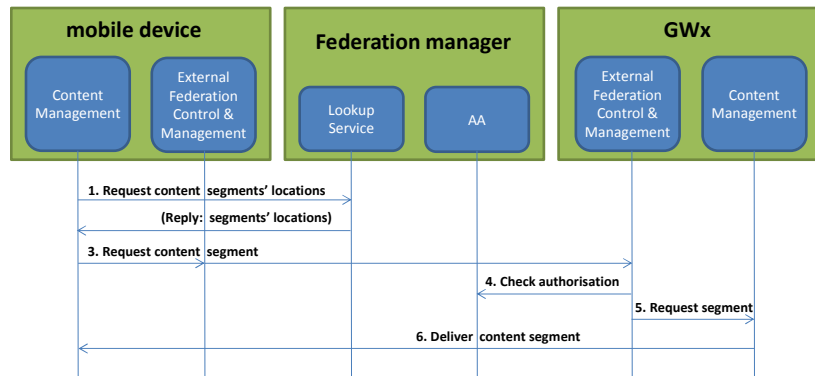 mobile device
Federation manager
GWx
Content
Management
External
Federation
Control &
Management
Lookup
Service
AA
External
Federation
Control &
Management
Content
Management
1. Request content segments' locations
(Reply: segments' locations)
3. Request content segment
4. Check authorisation
5. Request segment
6. Deliver content segment